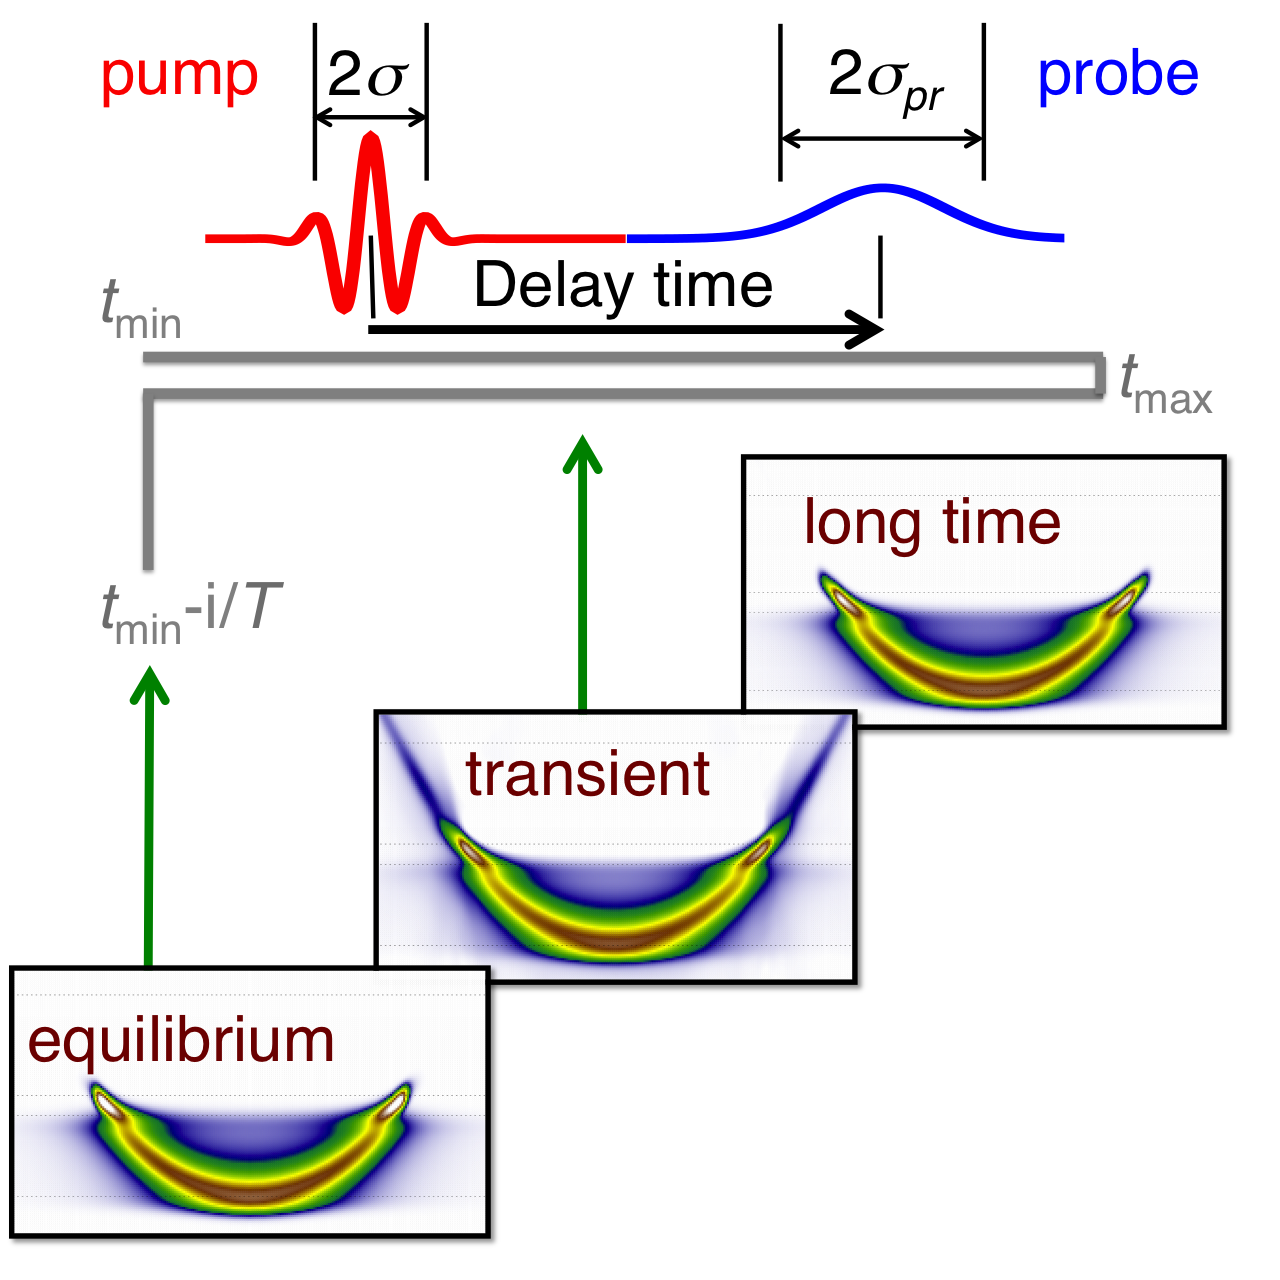 pump
2σ
2σpr
probe
Delay time
tmin
tmax
long time
tmin-i/T
transient
equilibrium